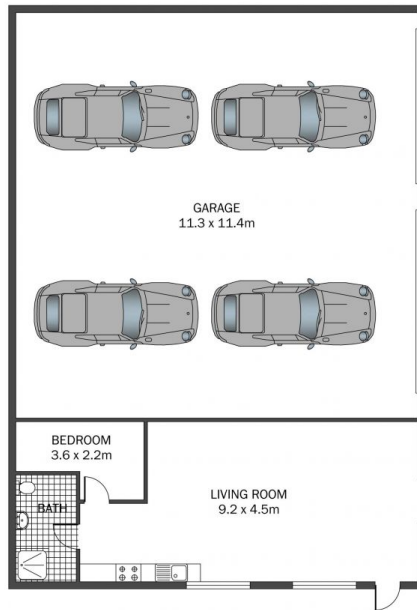 GARAGE
11.3 x 11.4m
BEDROOM
3.6 x 2.2m
BATH
LIVING ROOM
9.2 x 4.5m